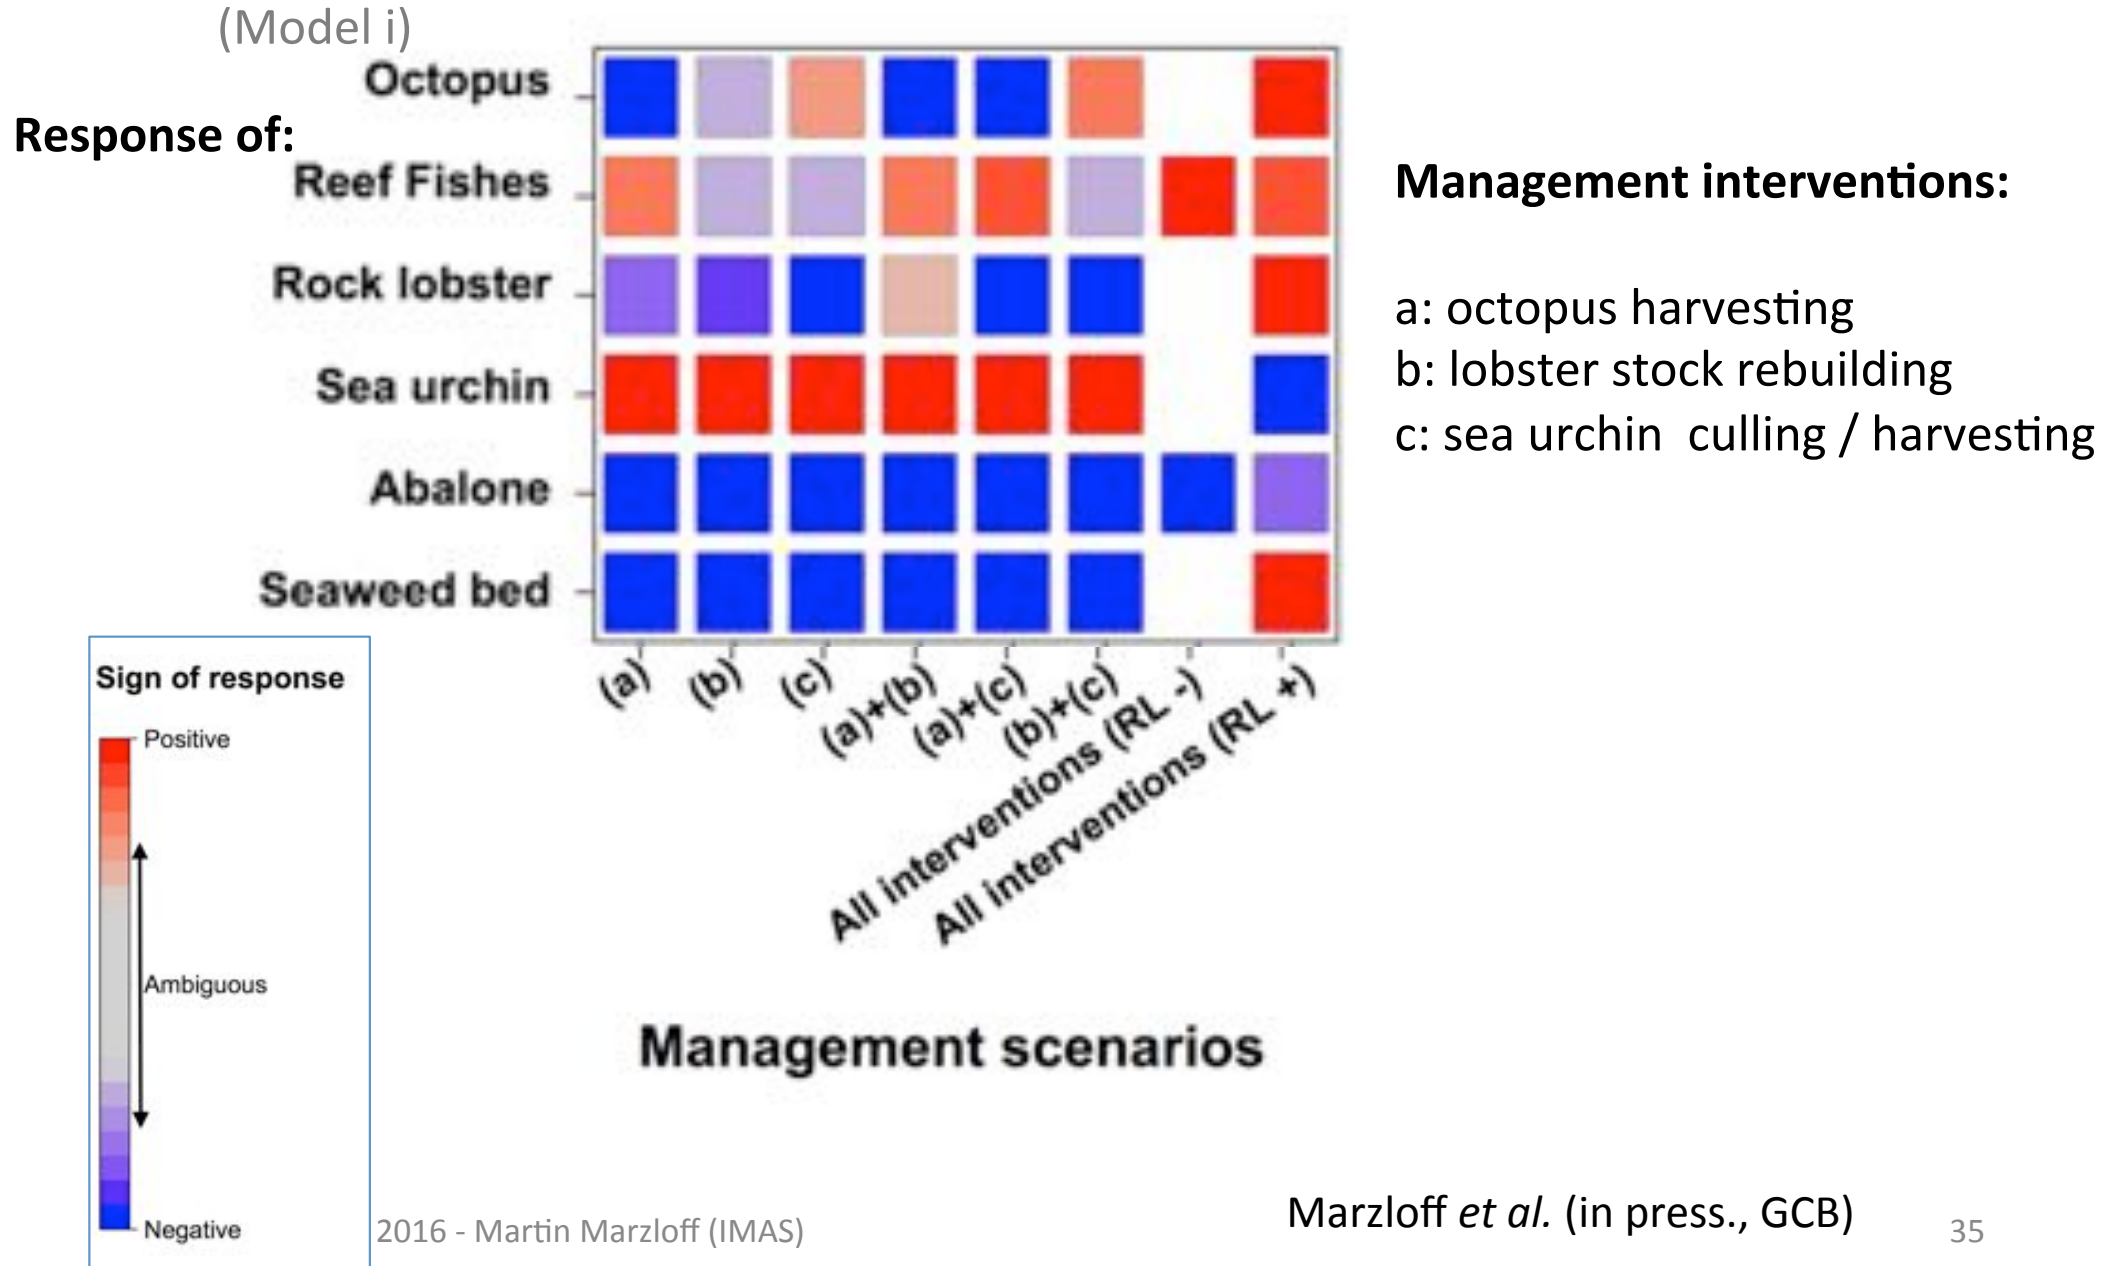 (Model i)
Response of:
Octopus
Reef Fishes
Rock lobster
Sea urchin
Abalone
Seaweed bed
(a)
(b)
(c)
(a)+(b)
(a)+(c)
(b)+(c)
All interventions (RL -)
All interventions (RL +)
Management scenarios
Management interventions:
a: octopus harvesting
b: lobster stock rebuilding
c: sea urchin culling / harvesting
Sign of response
Positive
Ambiguous
Negative
2016 - Martin Marzloff (IMAS)
Marzloff et al. (in press., GCB)
35